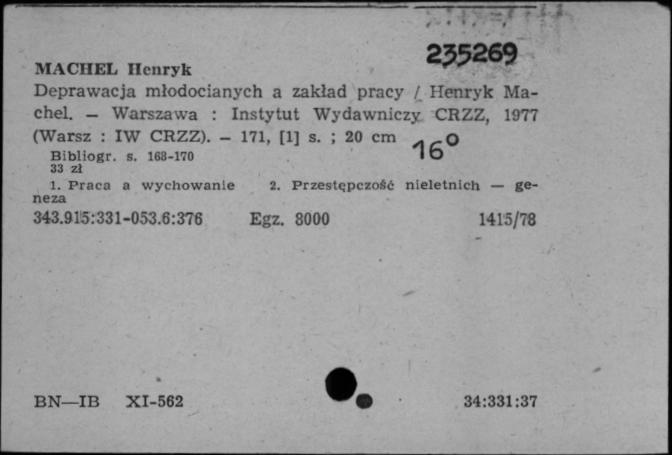 235269
MACHEL Henryk
Deprawacja młodocianych a zakład pracy / Henryk Ma-
chel. — Warszawa : Instytut Wydawniczy CRZZ, 1977
(Warsz : IW CRZZ). — 171, [1] s. ; 20 cm
16°
Bibliogr. s. 168-170
33 zł
1. Praca a wychowanie 2. Przestępczość nieletnich — ge-
neza
343.915:331-053.6:376 Egz. 8000 1415/78
BN—IB XI-562 34:331:37